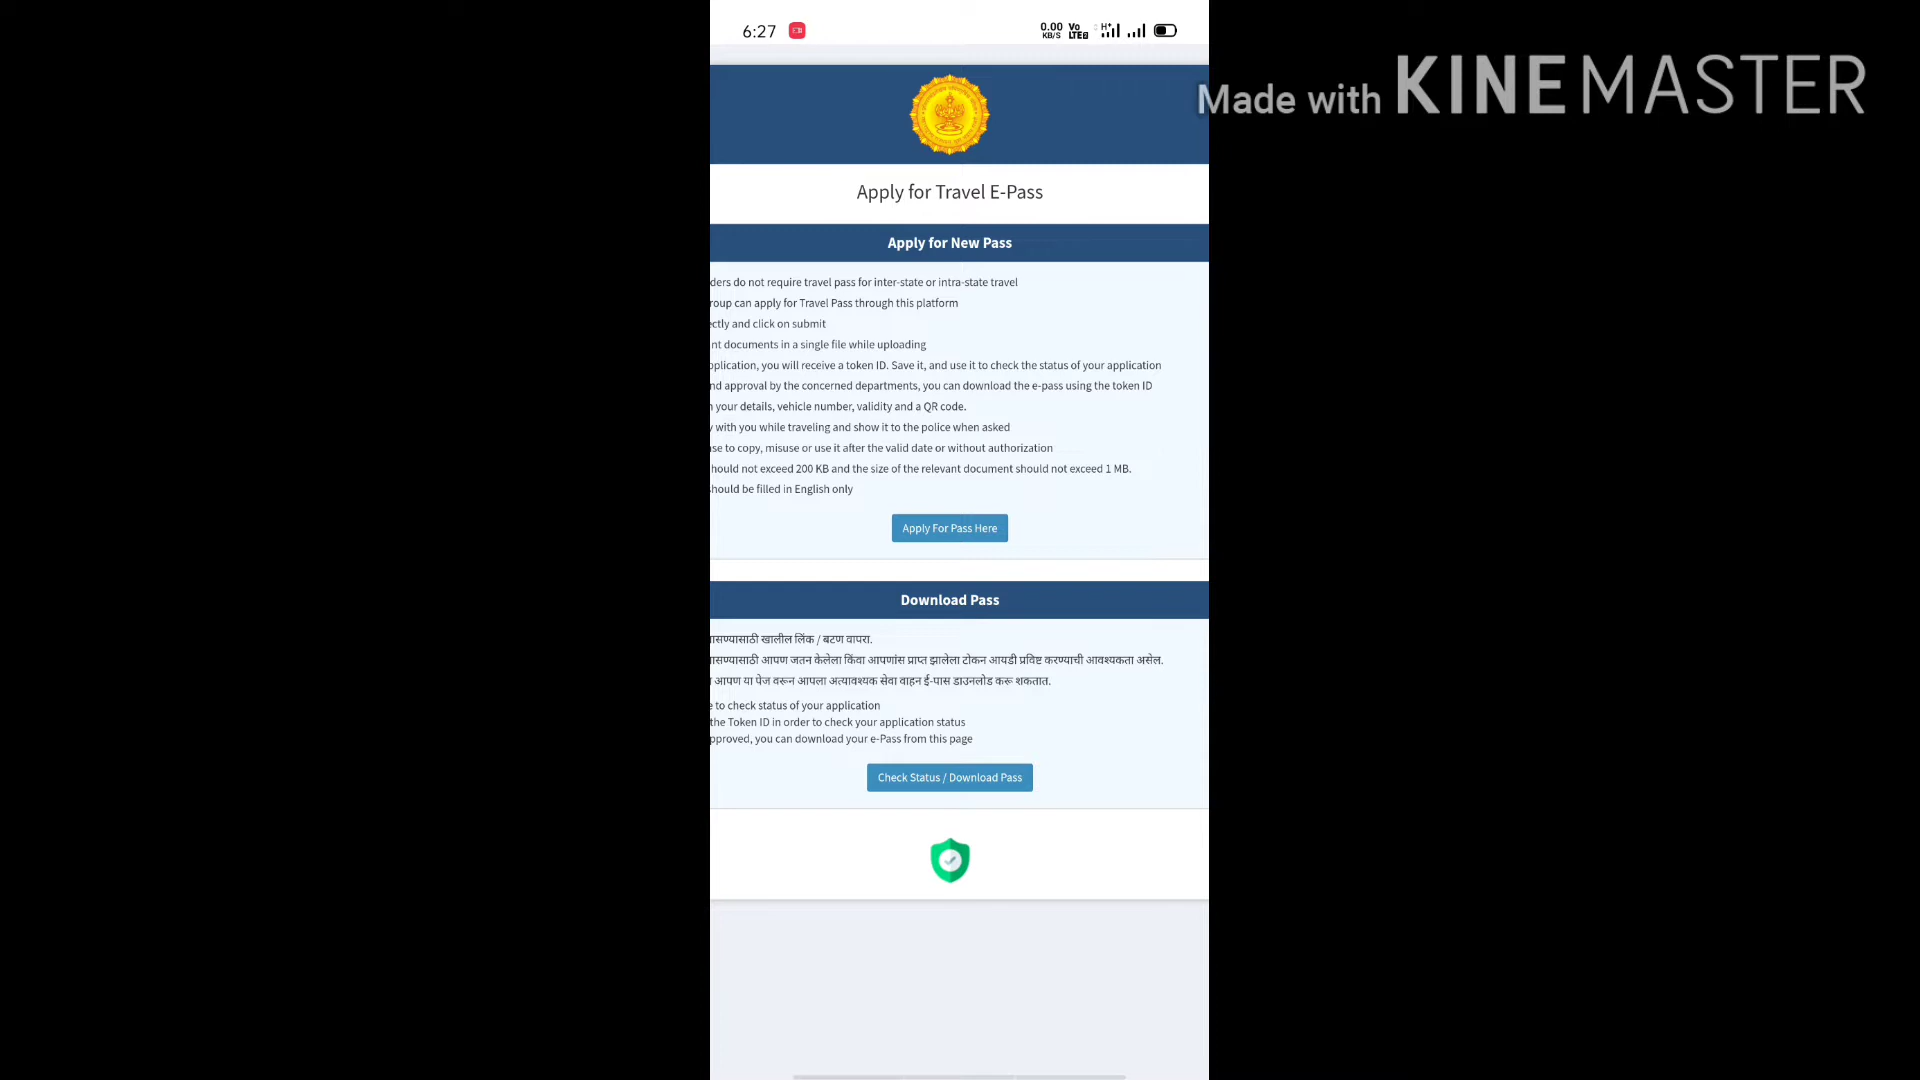 6:27
0.00 KB/S Vo LTE2 H+
Made with KINEMASTER
Apply for Travel E-Pass
Apply for New Pass
ders do not require travel pass for inter-state or intra-state travel
roup can apply for Travel Pass through this platform
ectly and click on submit
nt documents in a single file while uploading
pplication, you will receive a token ID. Save it, and use it to check the status of your application
nd approval by the concerned departments, you can download the e-pass using the token ID
your details, vehicle number, validity and a QR code.
with you while traveling and show it to the police when asked
nse to copy, misuse or use it after the valid date or without authorization
hould not exceed 200 KB and the size of the relevant document should not exceed 1 MB.
should be filled in English only
Apply For Pass Here
Download Pass
ासण्यासाठी खालील लिंक / बटण वापरा.
ासण्यासाठी आपण जतन केलेला किंवा आपणांस प्राप्त झालेला टोकन आयडी प्रविष्ट करण्याची आवश्यकता असेल.
आपण या पेज वरून आपला अत्यावश्यक सेवा वाहन ई-पास डाउनलोड करू शकतात.
e to check status of your application
the Token ID in order to check your application status
pproved, you can download your e-Pass from this page
Check Status / Download Pass